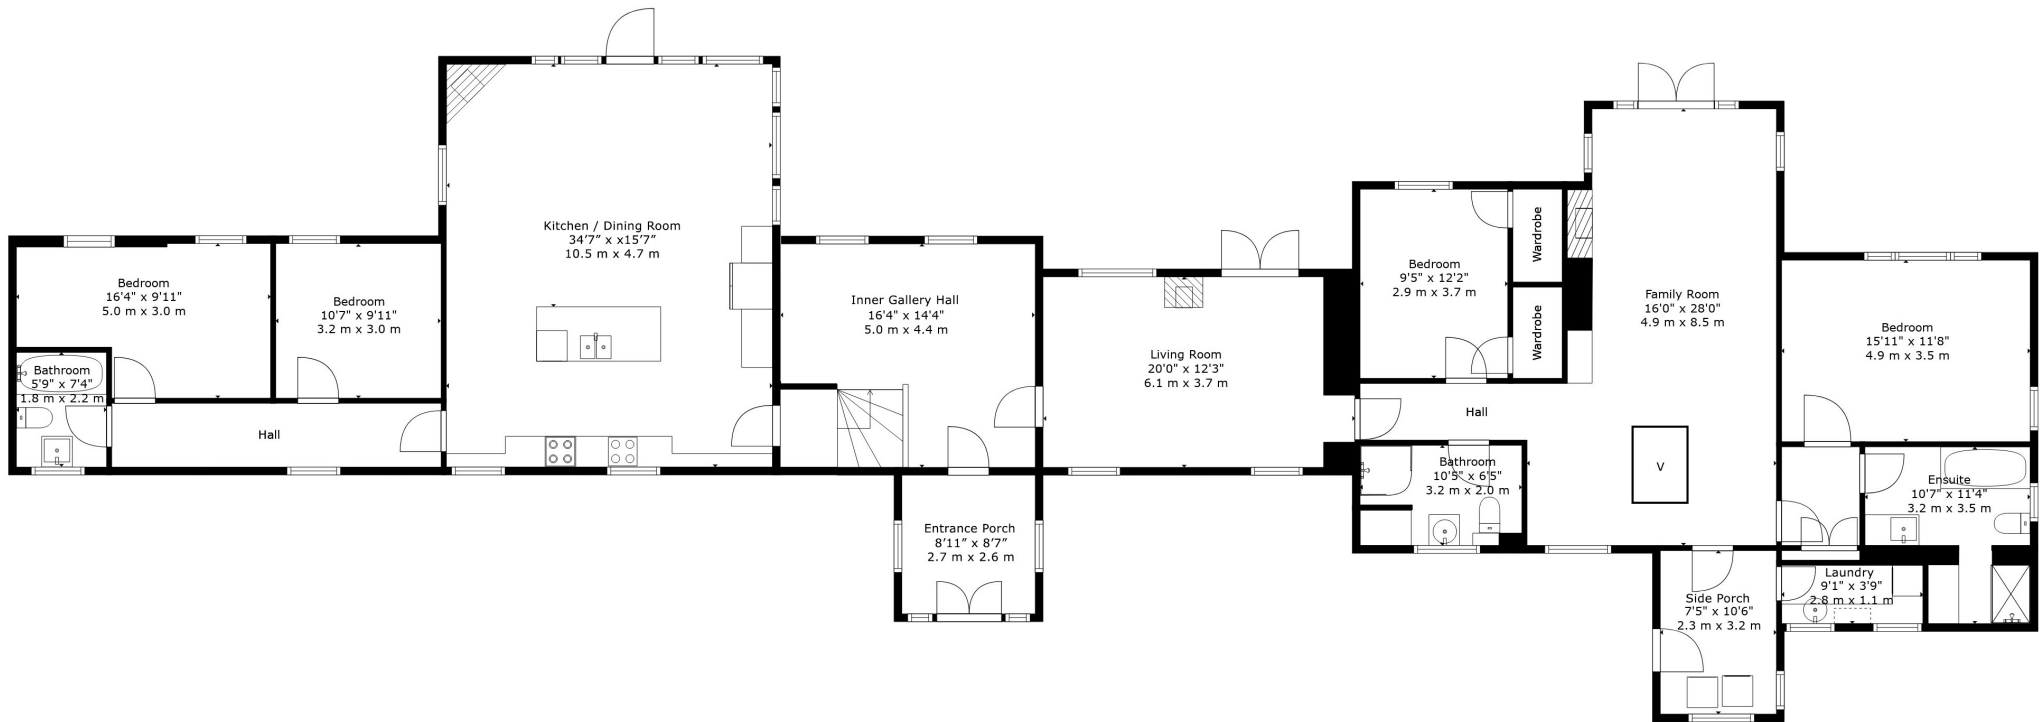 Bedroom
16'4" x 9'11"
5.0 m x 3.0 m
Bathroom
5'9" x 7'4"
1.8 m x 2.2 m
Bedroom
10'7" x 9'11"
3.2 m x 3.0 m
Hall
Kitchen / Dining Room
34'7” x x15’7”
10.5 m x 4.7 m
Inner Gallery Hall
16'4" x 14'4"
5.0 m x 4.4 m
Entrance Porch
8’11” x 8’7”
2.7 m x 2.6 m
Living Room
20'0" x 12'3"
6.1 m x 3.7 m
Bedroom
9'5" x 12'2"
2.9 m x 3.7 m
Wardrobe
Wardrobe
Hall
Bathroom
10'5" x 6'5"
3.2 m x 2.0 m
Family Room
16'0" x 28'0"
4.9 m x 8.5 m
V
Side Porch
7'5" x 10'6"
2.3 m x 3.2 m
Bedroom
15'11" x 11'8"
4.9 m x 3.5 m
Ensuite
10'7" x 11'4"
3.2 m x 3.5 m
Laundry
9'1" x 3'9"
2.8 m x 1.1 m